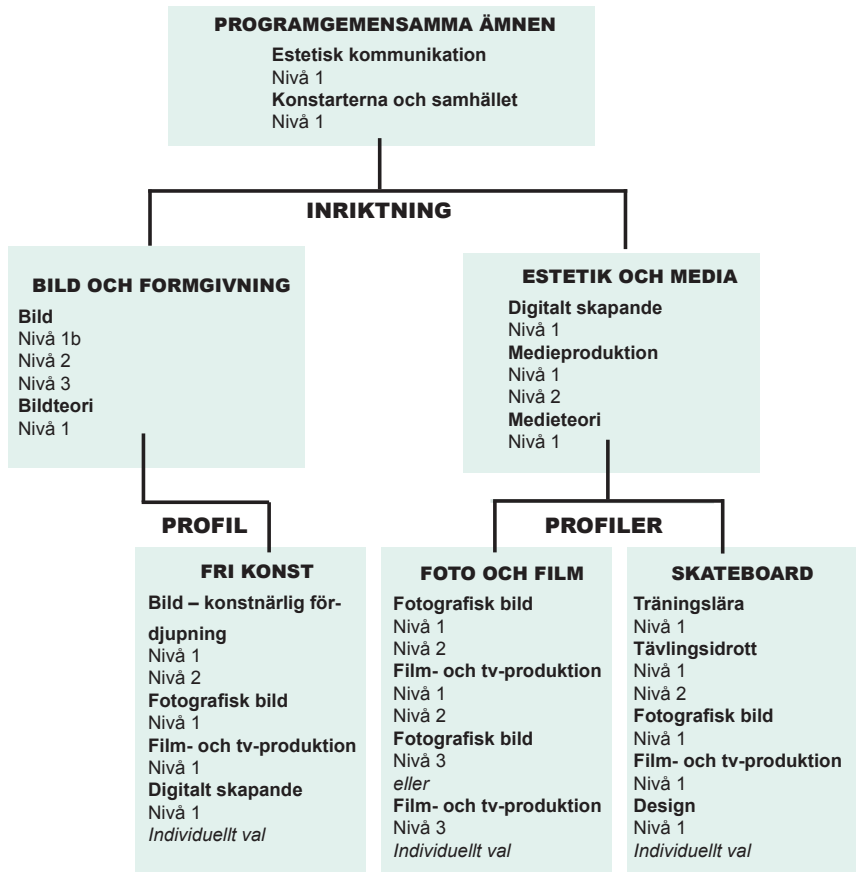 PROGRAMGEMENSAMMA ÄMNEN
Estetisk kommunikation
Nivå 1
Konstarterna och samhället
Nivå 1
INRIKTNING
BILD OCH FORMGIVNING
Bild
Nivå 1b
Nivå 2
Nivå 3
Bildteori
Nivå 1
ESTETIK OCH MEDIA
Digitalt skapande
Nivå 1
Medieproduktion
Nivå 1
Nivå 2
Medieteori
Nivå 1
PROFIL
FRI KONST
Bild – konstnärlig för-
djupning
Nivå 1
Nivå 2
Fotografisk bild
Nivå 1
Film- och tv-produktion
Nivå 1
Digitalt skapande
Nivå 1
Individuellt val
PROFILER
FOTO OCH FILM
Fotografisk bild
Nivå 1
Nivå 2
Film- och tv-produktion
Nivå 1
Nivå 2
Fotografisk bild
Nivå 3
eller
Film- och tv-produktion
Nivå 3
Individuellt val
SKATEBOARD
Träningslära
Nivå 1
Tävlingsidrott
Nivå 1
Nivå 2
Fotografisk bild
Nivå 1
Film- och tv-produktion
Nivå 1
Design
Nivå 1
Individuellt val